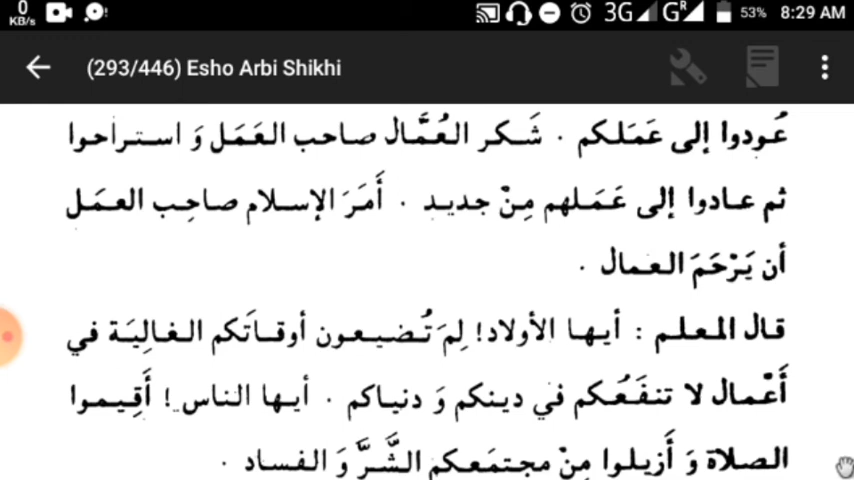 0 KB/s 3G G R 53% 8:29 AM
(293/446) Esho Arbi Shikhi
عُودوا إلى عَمَلكم . شَكر العُمَّال صاحب العَمَل وَ استراحوا
ثم عادوا إلى عَمَلهم مِنْ جديد . أَمَرَ الإسلام صاحِب العمَل
أن يَرْحَمَ العمال .
قال المعلم : أيها الأولاد! لِمَ تُضيعون أوقاتَكم الغالِيَة في
أَعْمال لا تنفَعُكم في دينكم وَ دنياكم . أيها الناس! أَقِيموا
الصلاة وَ أَزيلوا مِنْ مجتمَعكم الشَّرَّ وَ الفساد .